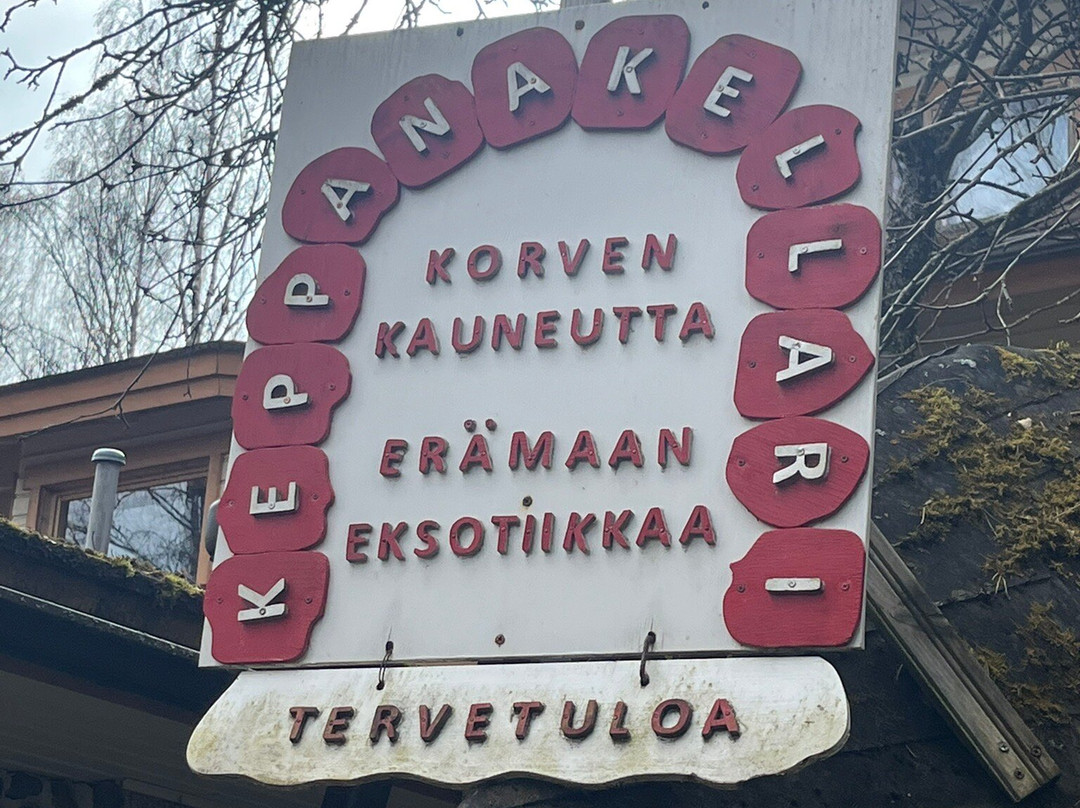 KEPPANAKELLARI
KORVEN
KAUNEUTTA
ERÄMAAN
EKSOTIIKKAA
TERVETULOA